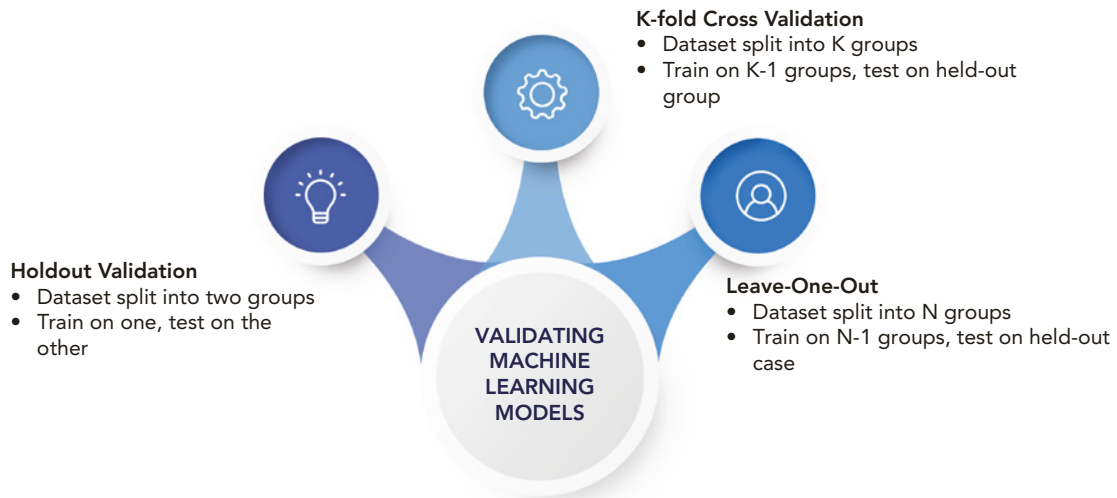 K-fold Cross Validation
• Dataset split into K groups
• Train on K-1 groups, test on held-out
group
Holdout Validation
• Dataset split into two groups
• Train on one, test on the
other
Leave-One-Out
• Dataset split into N groups
• Train on N-1 groups, test on held-out
case
VALIDATING
MACHINE
LEARNING
MODELS